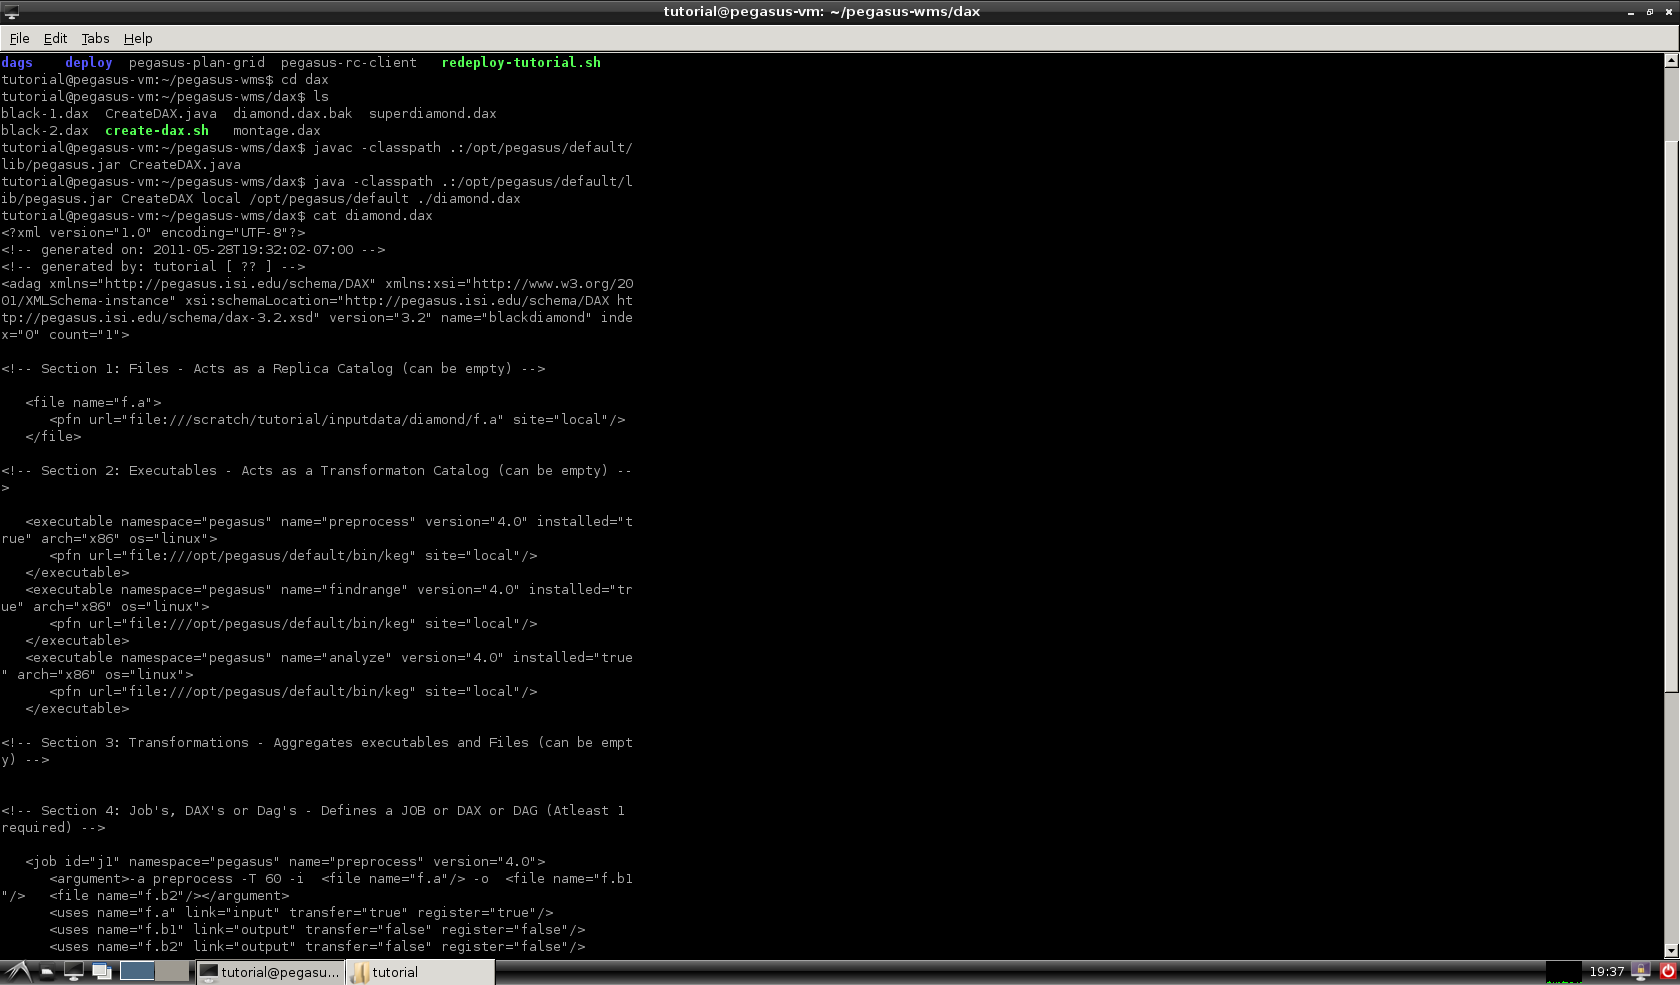 tutorial@pegasus-vm: ~/pegasus-wms/dax
File Edit Tabs Help
dags    deploy  pegasus-plan-grid  pegasus-rc-client   redeploy-tutorial.sh
tutorial@pegasus-vm:~/pegasus-wms$ cd dax
tutorial@pegasus-vm:~/pegasus-wms/dax$ ls
black-1.dax  CreateDAX.java  diamond.dax.bak  superdiamond.dax
black-2.dax  create-dax.sh   montage.dax
tutorial@pegasus-vm:~/pegasus-wms/dax$ javac -classpath .:/opt/pegasus/default/
lib/pegasus.jar CreateDAX.java
tutorial@pegasus-vm:~/pegasus-wms/dax$ java -classpath .:/opt/pegasus/default/l
ib/pegasus.jar CreateDAX local /opt/pegasus/default ./diamond.dax
tutorial@pegasus-vm:~/pegasus-wms/dax$ cat diamond.dax
<?xml version="1.0" encoding="UTF-8"?>
<!-- generated on: 2011-05-28T19:32:02-07:00 -->
<!-- generated by: tutorial [ ?? ] -->
<adag xmlns="http://pegasus.isi.edu/schema/DAX" xmlns:xsi="http://www.w3.org/20
01/XMLSchema-instance" xsi:schemaLocation="http://pegasus.isi.edu/schema/DAX ht
tp://pegasus.isi.edu/schema/dax-3.2.xsd" version="3.2" name="blackdiamond" inde
x="0" count="1">
<!-- Section 1: Files - Acts as a Replica Catalog (can be empty) -->
   <file name="f.a">
      <pfn url="file:///scratch/tutorial/inputdata/diamond/f.a" site="local"/>
   </file>
<!-- Section 2: Executables - Acts as a Transformaton Catalog (can be empty) --
>
   <executable namespace="pegasus" name="preprocess" version="4.0" installed="t
rue" arch="x86" os="linux">
      <pfn url="file:///opt/pegasus/default/bin/keg" site="local"/>
   </executable>
   <executable namespace="pegasus" name="findrange" version="4.0" installed="tr
ue" arch="x86" os="linux">
      <pfn url="file:///opt/pegasus/default/bin/keg" site="local"/>
   </executable>
   <executable namespace="pegasus" name="analyze" version="4.0" installed="true
" arch="x86" os="linux">
      <pfn url="file:///opt/pegasus/default/bin/keg" site="local"/>
   </executable>
<!-- Section 3: Transformations - Aggregates executables and Files (can be empt
y) -->
<!-- Section 4: Job's, DAX's or Dag's - Defines a JOB or DAX or DAG (Atleast 1
required) -->
   <job id="j1" namespace="pegasus" name="preprocess" version="4.0">
      <argument>-a preprocess -T 60 -i  <file name="f.a"/> -o  <file name="f.b1
"/>   <file name="f.b2"/></argument>
      <uses name="f.a" link="input" transfer="true" register="true"/>
      <uses name="f.b1" link="output" transfer="false" register="false"/>
      <uses name="f.b2" link="output" transfer="false" register="false"/>
tutorial@pegasu... tutorial 19:37